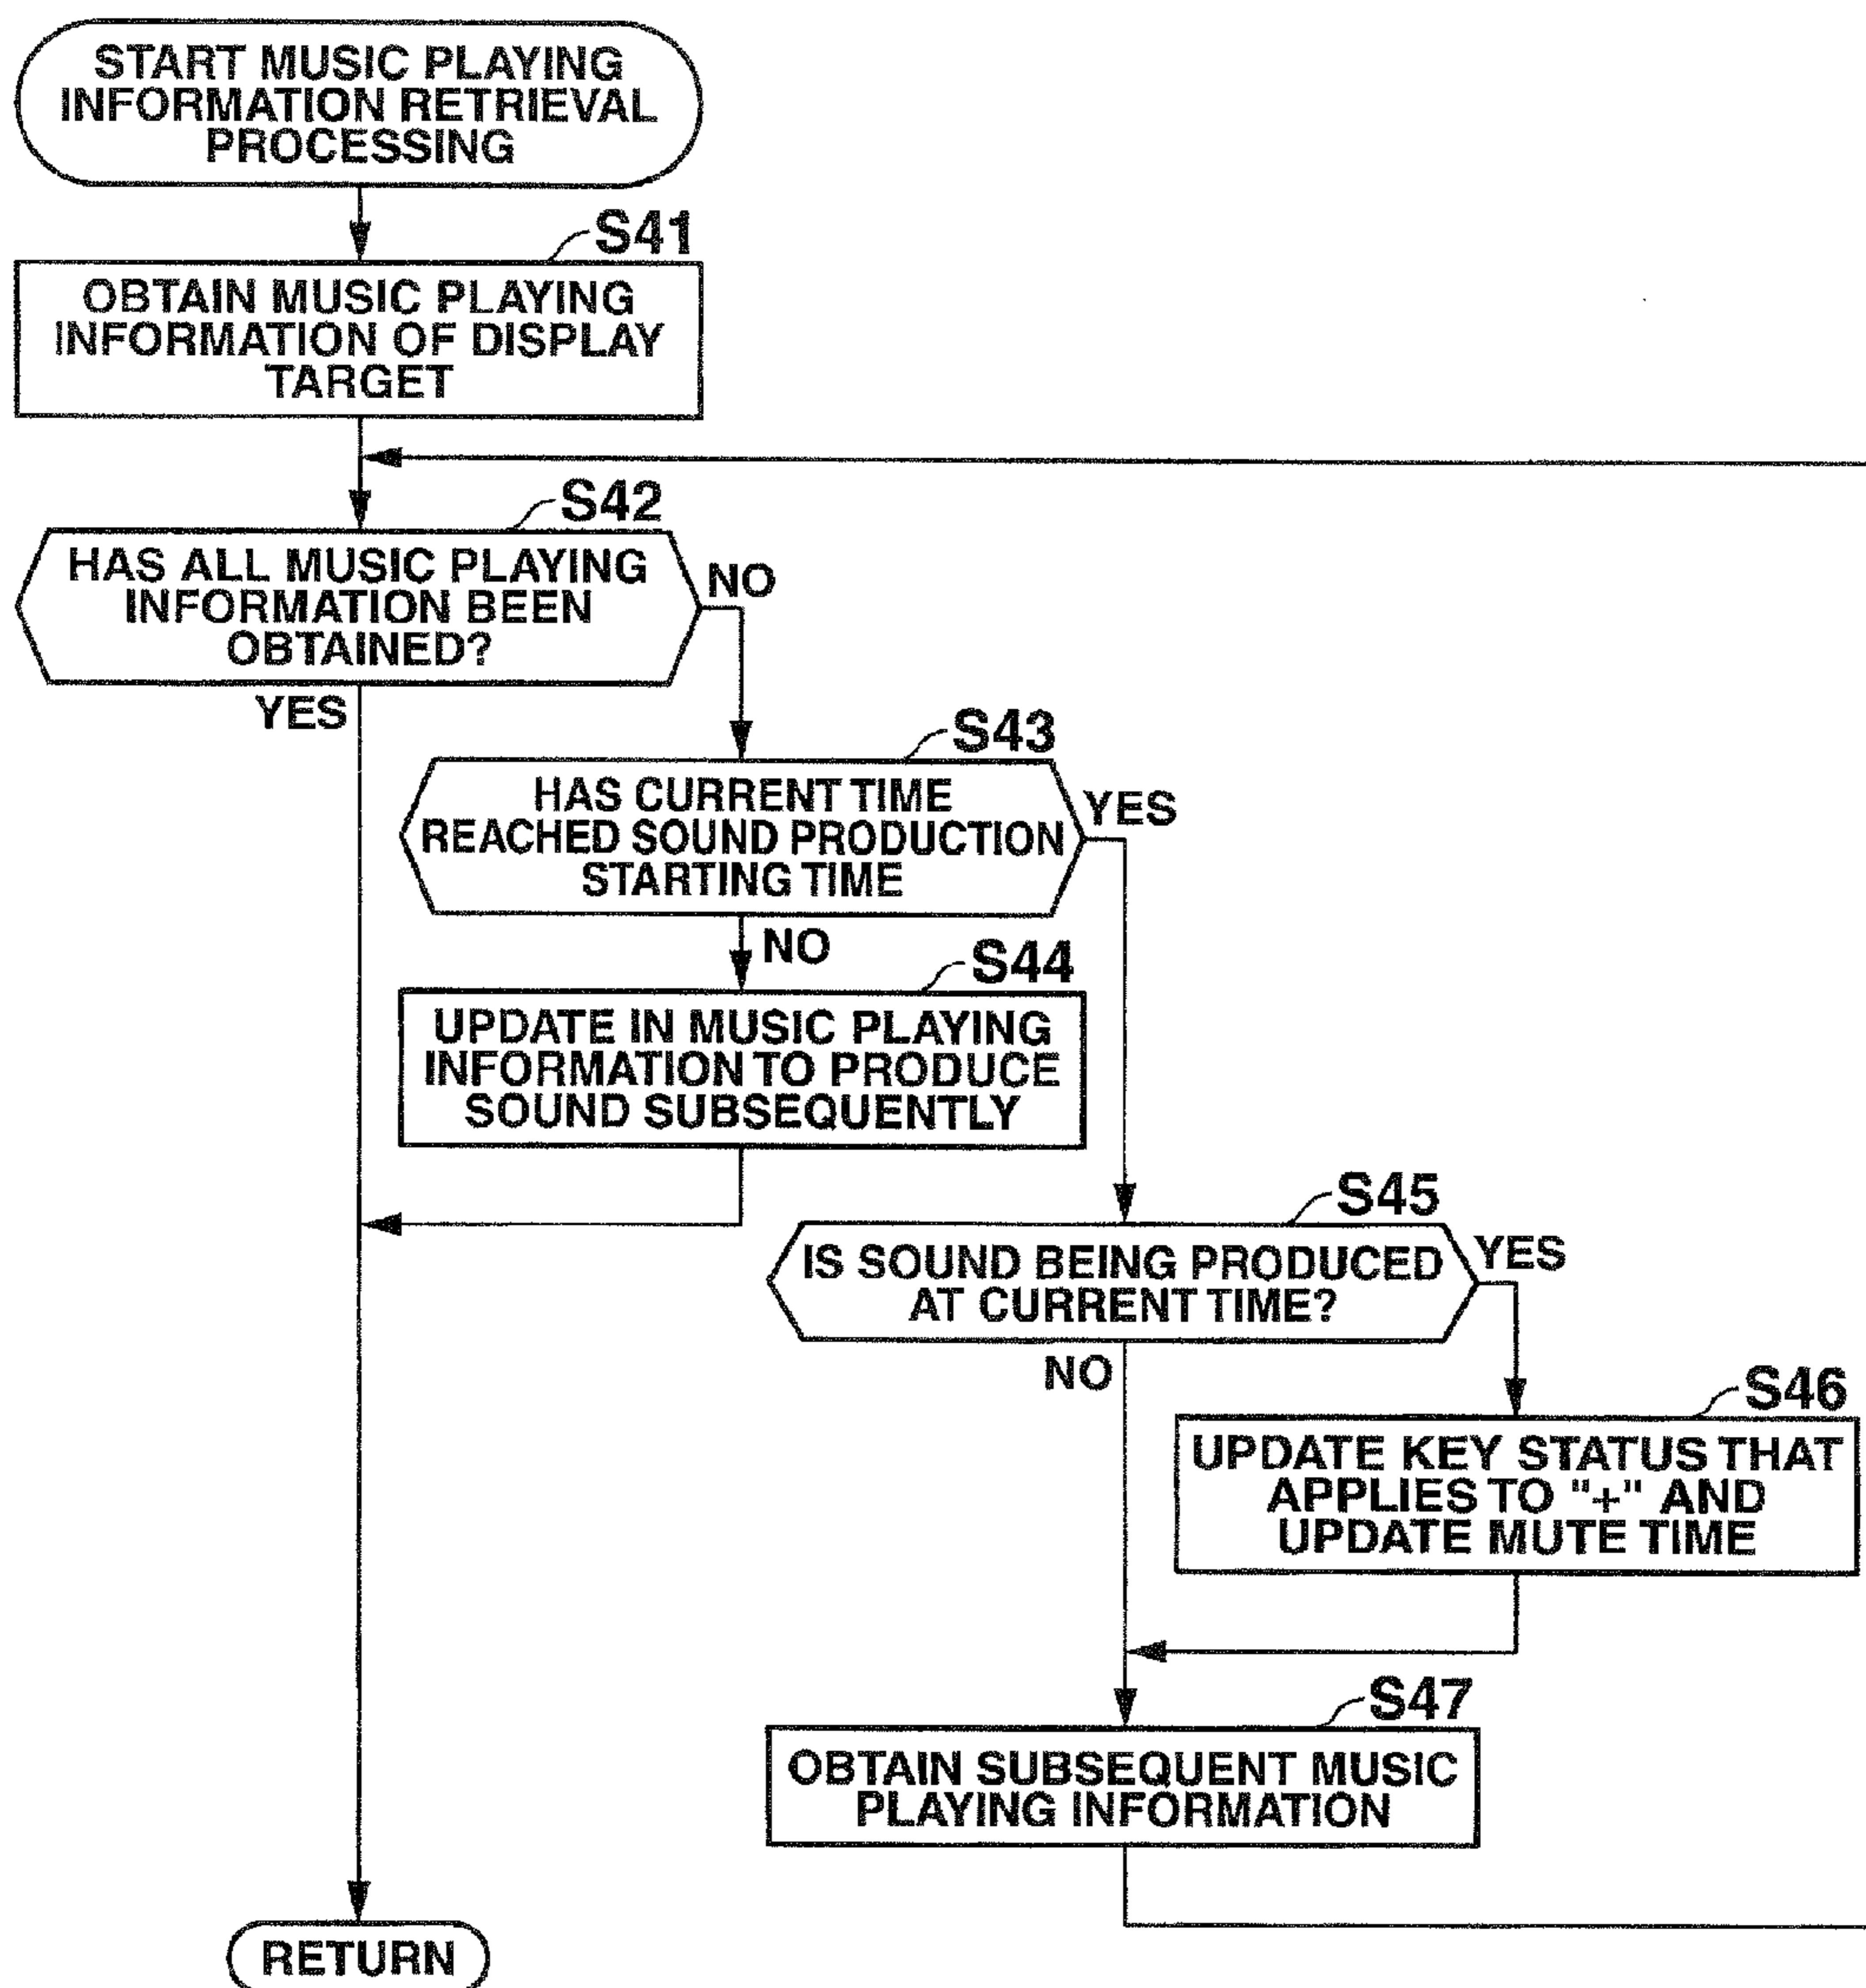 START MUSIC PLAYING
INFORMATION RETRIEVAL
PROCESSING
S41
OBTAIN MUSIC PLAYING
INFORMATION OF DISPLAY
TARGET
S42
HAS ALL MUSIC PLAYING
INFORMATION BEEN
OBTAINED?
NO
YES
S43
HAS CURRENT TIME
REACHED SOUND PRODUCTION
STARTING TIME
YES
NO
S44
UPDATE IN MUSIC PLAYING
INFORMATION TO PRODUCE
SOUND SUBSEQUENTLY
S45
IS SOUND BEING PRODUCED
AT CURRENT TIME?
YES
NO
S46
UPDATE KEY STATUS THAT
APPLIES TO "+" AND
UPDATE MUTE TIME
S47
OBTAIN SUBSEQUENT MUSIC
PLAYING INFORMATION
RETURN